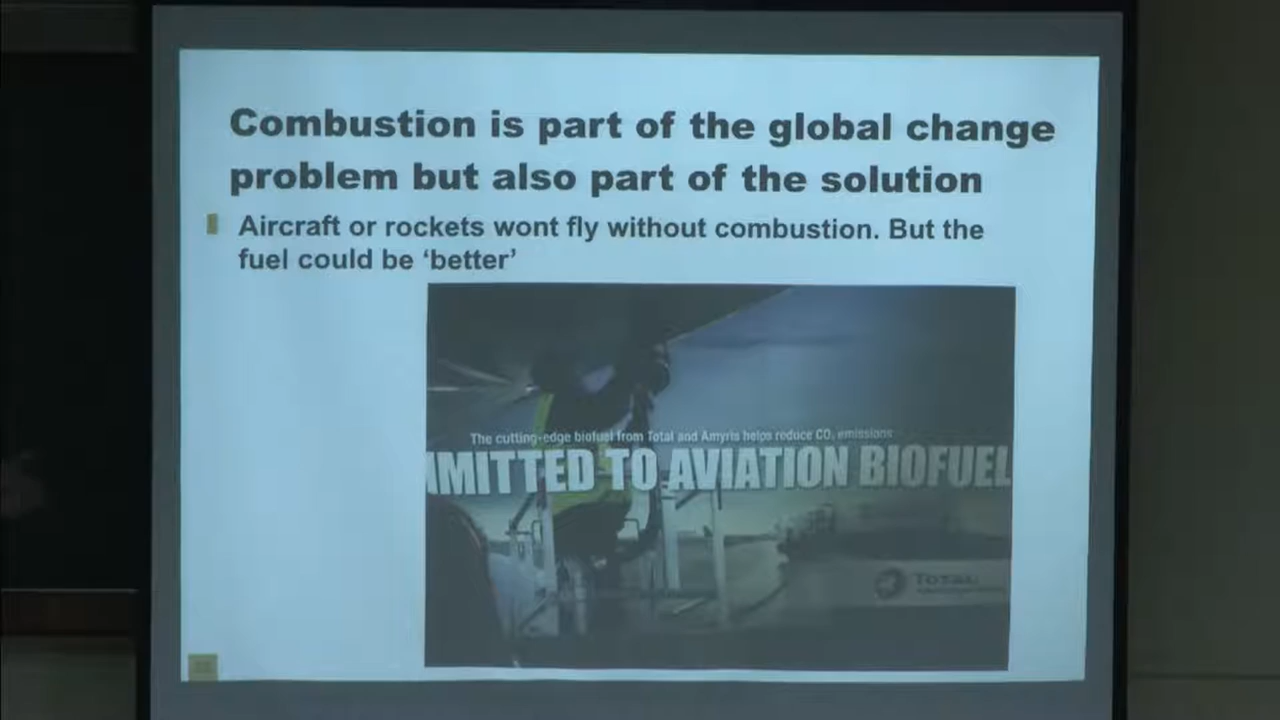 Combustion is part of the global change
problem but also part of the solution
Aircraft or rockets wont fly without combustion. But the
fuel could be ‘better’
The cutting-edge biofuel from Total and Amyris helps reduce CO₂ emissions
MMITTED TO AVIATION BIOFUEL
TOTAL